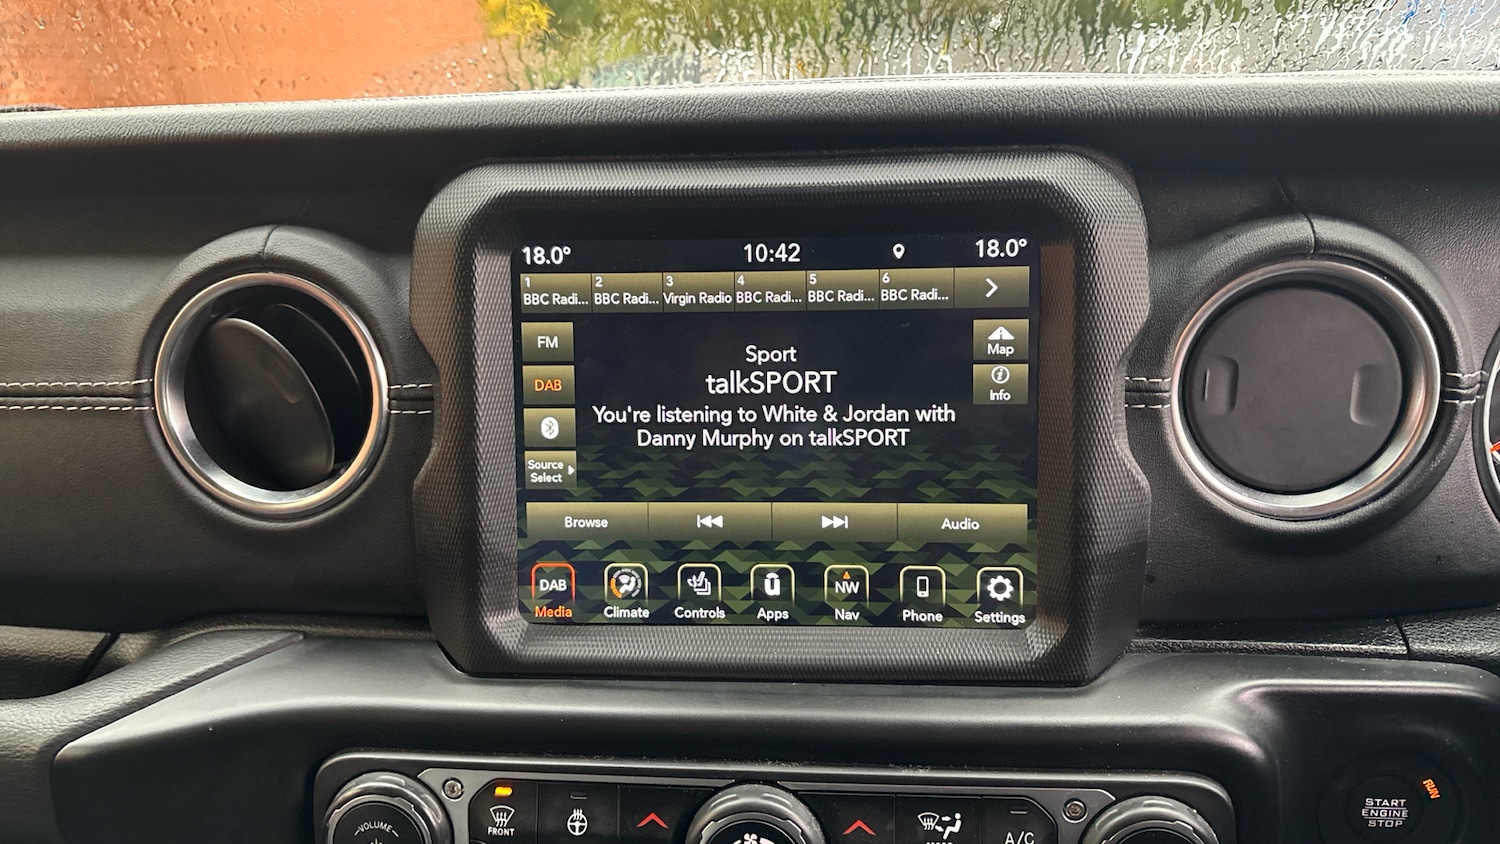 18.0° 10:42 18.0°
1 2 3 4 5 6
BBC Radi... BBC Radi... Virgin Radio BBC Radi... BBC Radi... BBC Radi...
FM
DAB
Source
Select
Sport
talkSPORT
You're listening to White & Jordan with
Danny Murphy on talkSPORT
Map
Info
Browse Audio
DAB NW
Media Climate Controls Apps Nav Phone Settings
VOLUME
FRONT
A/C
START
ENGINE
STOP
RUN